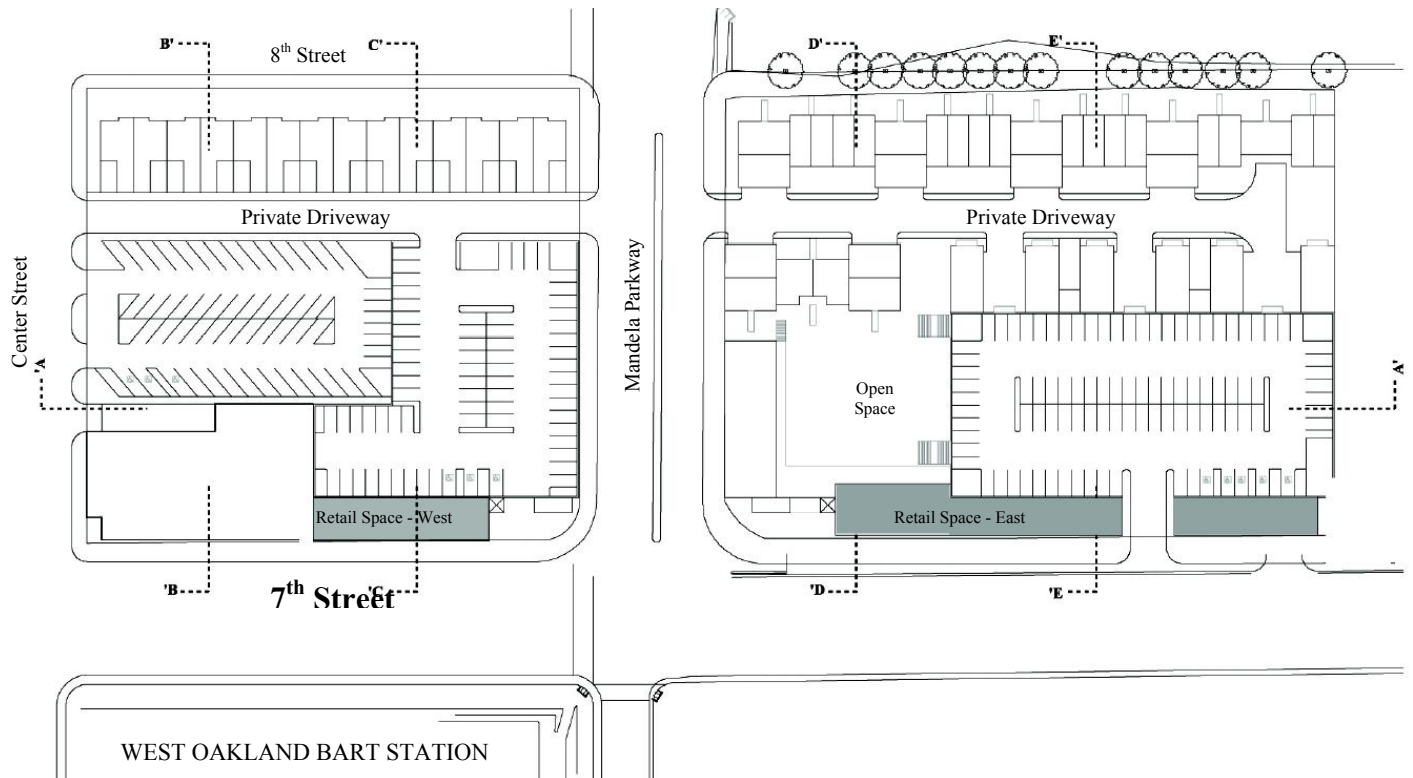 B'
8th Street
C'
D'
E'
Private Driveway
Private Driveway
Center Street
Mandela Parkway
'A
A'
Open
Space
Retail Space - West
Retail Space - East
'B
7th Street
'C
'D
'E
WEST OAKLAND BART STATION